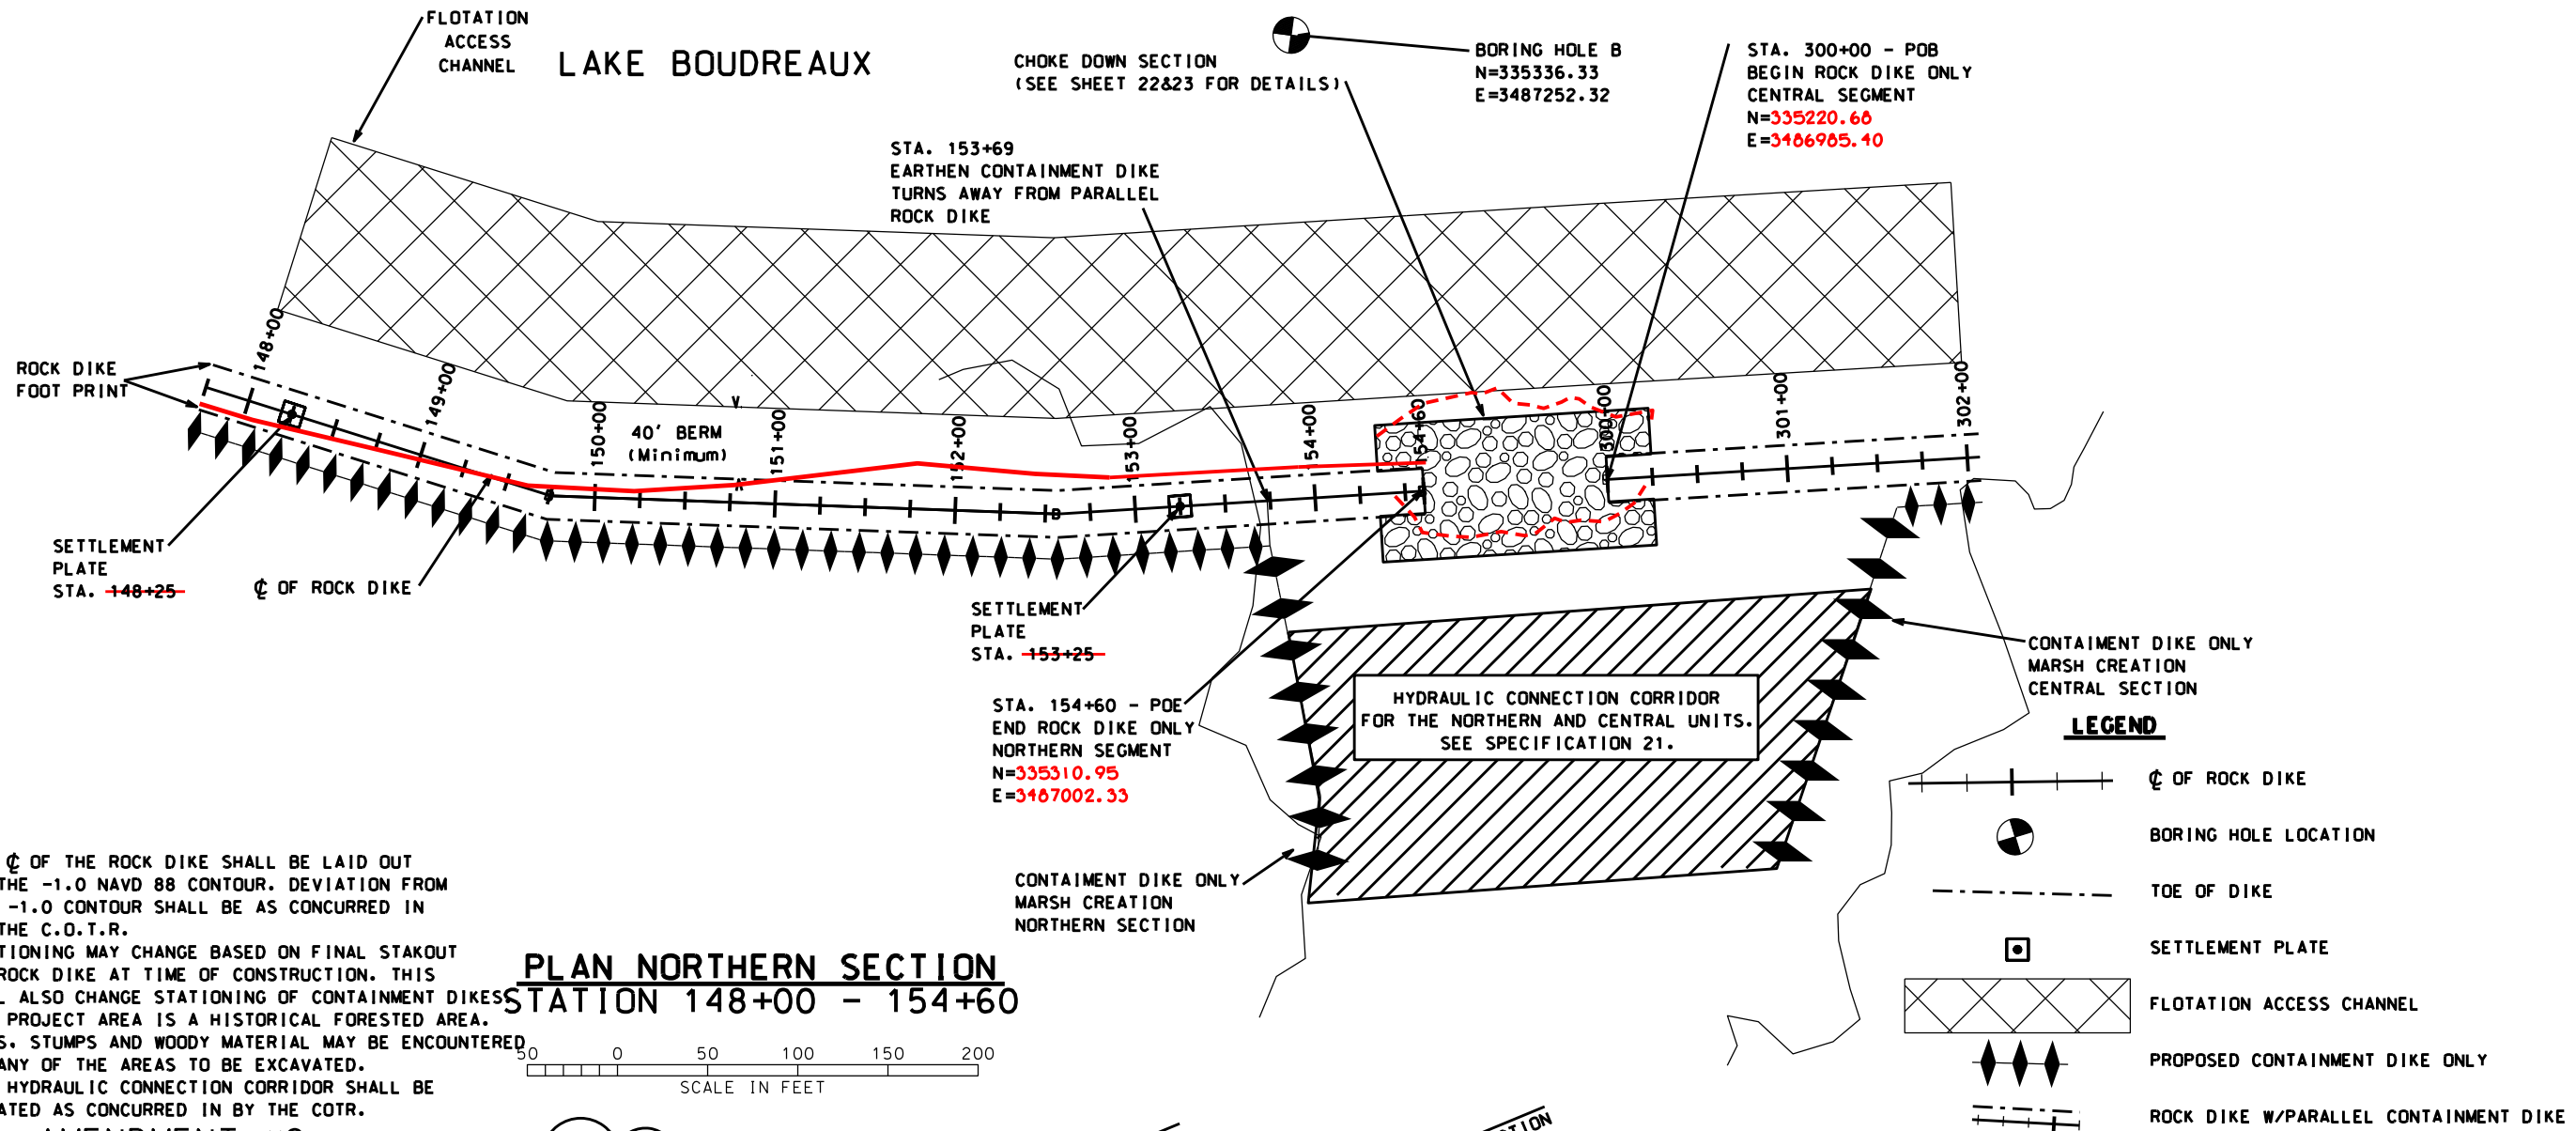 FLOTATION
ACCESS
CHANNEL
LAKE BOUDREAUX
CHOKE DOWN SECTION
(SEE SHEET 22&23 FOR DETAILS)
BORING HOLE B
N=335336.33
E=3487252.32
STA. 300+00 - POB
BEGIN ROCK DIKE ONLY
CENTRAL SEGMENT
N=335220.68
E=3486985.40
STA. 153+69
EARTHEN CONTAINMENT DIKE
TURNS AWAY FROM PARALLEL
ROCK DIKE
ROCK DIKE
FOOT PRINT
148+00
149+00
150+00
40' BERM
(Minimum)
151+00
152+00
153+00
154+00
154+60
300+00
301+00
302+00
SETTLEMENT
PLATE
STA. 148+25
℄ OF ROCK DIKE
SETTLEMENT
PLATE
STA. 153+25
STA. 154+60 - POE
END ROCK DIKE ONLY
NORTHERN SEGMENT
N=335310.95
E=3487002.33
HYDRAULIC CONNECTION CORRIDOR
FOR THE NORTHERN AND CENTRAL UNITS.
SEE SPECIFICATION 21.
CONTAIMENT DIKE ONLY
MARSH CREATION
CENTRAL SECTION
CONTAIMENT DIKE ONLY
MARSH CREATION
NORTHERN SECTION
LEGEND
℄ OF ROCK DIKE
BORING HOLE LOCATION
TOE OF DIKE
SETTLEMENT PLATE
FLOTATION ACCESS CHANNEL
PROPOSED CONTAINMENT DIKE ONLY
ROCK DIKE W/PARALLEL CONTAINMENT DIKE
℄ OF THE ROCK DIKE SHALL BE LAID OUT
THE -1.0 NAVD 88 CONTOUR. DEVIATION FROM
-1.0 CONTOUR SHALL BE AS CONCURRED IN
THE C.O.T.R.
TIONING MAY CHANGE BASED ON FINAL STAKOUT
ROCK DIKE AT TIME OF CONSTRUCTION. THIS
L ALSO CHANGE STATIONING OF CONTAINMENT DIKES
PROJECT AREA IS A HISTORICAL FORESTED AREA.
S. STUMPS AND WOODY MATERIAL MAY BE ENCOUNTERED
ANY OF THE AREAS TO BE EXCAVATED.
HYDRAULIC CONNECTION CORRIDOR SHALL BE
ATED AS CONCURRED IN BY THE COTR.
PLAN NORTHERN SECTION
STATION 148+00 - 154+60
50 0 50 100 150 200
SCALE IN FEET